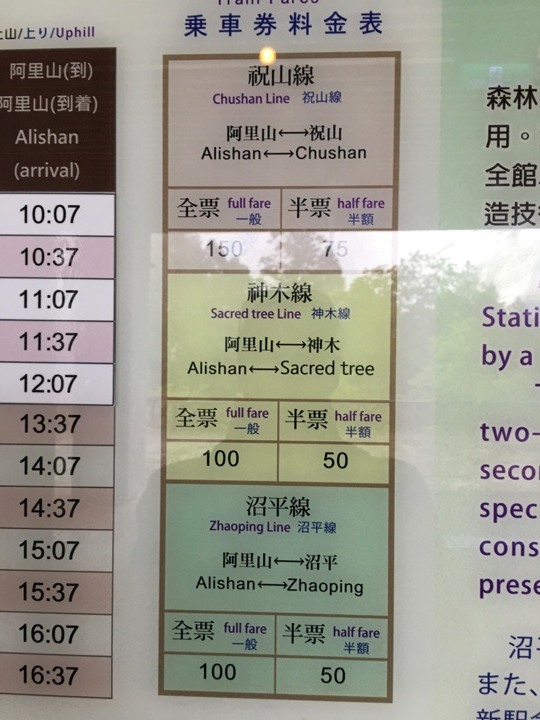 Train Fares
乗車券料金表
山/上り/Uphill
阿里山(到)
阿里山(到着)
Alishan
(arrival)
10:07
10:37
11:07
11:37
12:07
13:37
14:07
14:37
15:07
15:37
16:07
16:37
祝山線
Chushan Line 祝山線
阿里山⟷祝山
Alishan⟷Chushan
全票 full fare 一般
半票 half fare 半額
150
75
神木線
Sacred tree Line 神木線
阿里山⟷神木
Alishan⟷Sacred tree
全票 full fare 一般
半票 half fare 半額
100
50
沼平線
Zhaoping Line 沼平線
阿里山⟷沼平
Alishan⟷Zhaoping
全票 full fare 一般
半票 half fare 半額
100
50
森林
用。
全館
造技
Stati
by a
two-
secon
spec
cons
prese
沼平
また、